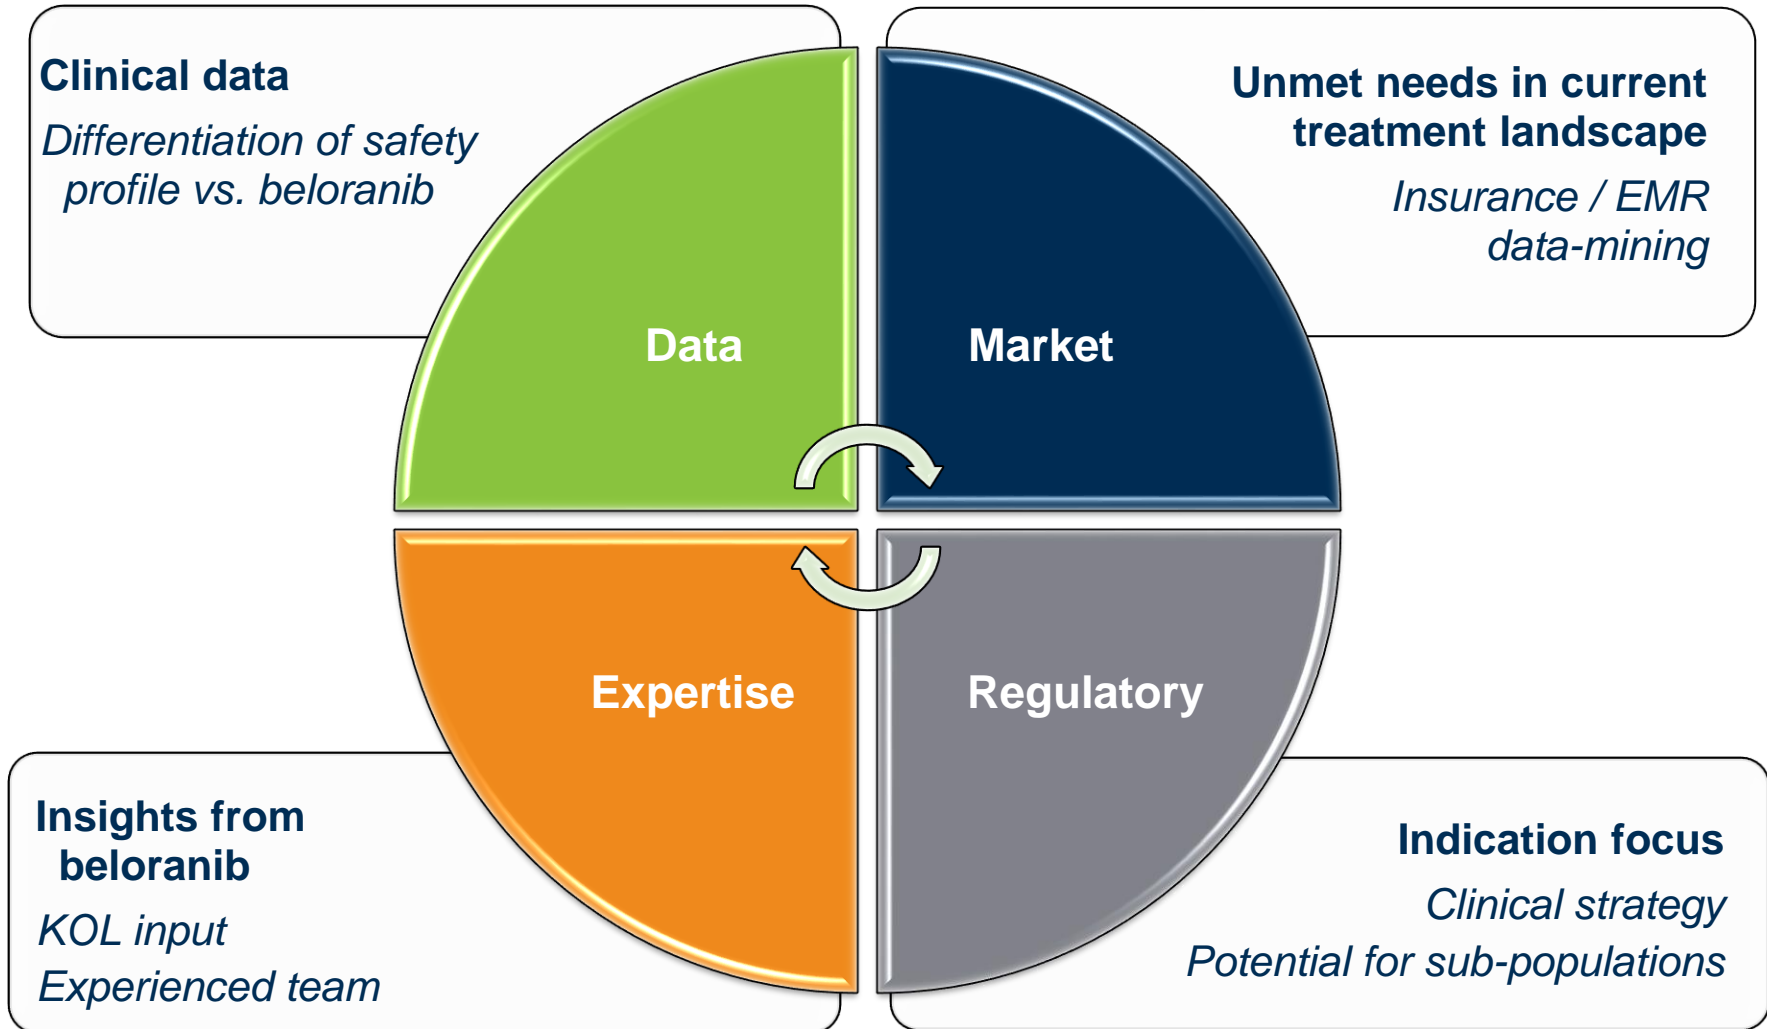 Clinical data
Differentiation of safety
profile vs. beloranib
Unmet needs in current
treatment landscape
Insurance / EMR
data-mining
Data
Market
Expertise
Regulatory
Insights from
beloranib
KOL input
Experienced team
Indication focus
Clinical strategy
Potential for sub-populations